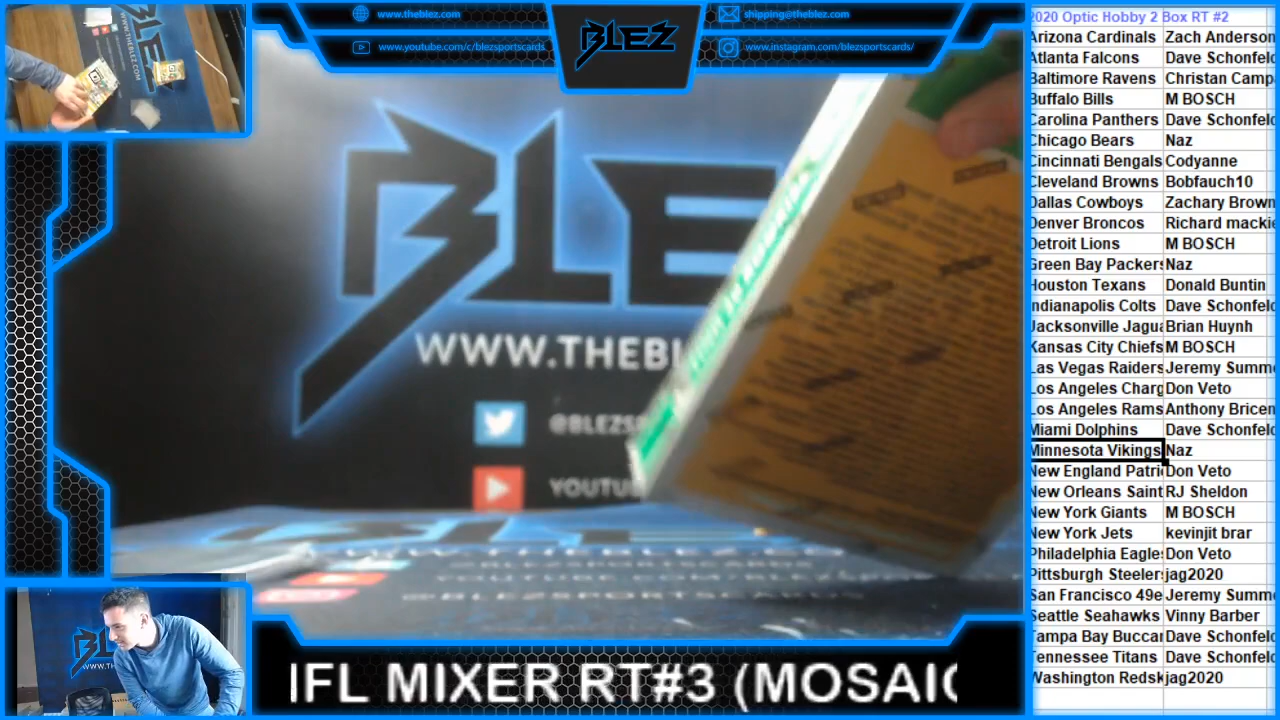 www.theblez.com
www.youtube.com/c/blezsportscards
BLEZ
shipping@theblez.com
www.instagram.com/blezsportscards/
BLE
WWW.THEBL
@BLEZS
YOUTU
IFL MIXER RT#3 (MOSAIC
2020 Optic Hobby 2 Box RT #2
Arizona Cardinals Zach Anderson
Atlanta Falcons Dave Schonfeld
Baltimore Ravens Christan Camp
Buffalo Bills M BOSCH
Carolina Panthers Dave Schonfeld
Chicago Bears Naz
Cincinnati Bengals Codyanne
Cleveland Browns Bobfauch10
Dallas Cowboys Zachary Brown
Denver Broncos Richard mackie
Detroit Lions M BOSCH
Green Bay Packers Naz
Houston Texans Donald Buntin
Indianapolis Colts Dave Schonfeld
Jacksonville Jagua Brian Huynh
Kansas City Chiefs M BOSCH
Las Vegas Raiders Jeremy Summe
Los Angeles Charg Don Veto
Los Angeles Rams Anthony Bricen
Miami Dolphins Dave Schonfeld
Minnesota Vikings Naz
New England Patri Don Veto
New Orleans Saint RJ Sheldon
New York Giants M BOSCH
New York Jets kevinjit brar
Philadelphia Eagles Don Veto
Pittsburgh Steelers jag2020
San Francisco 49e Jeremy Summe
Seattle Seahawks Vinny Barber
Tampa Bay Buccar Dave Schonfeld
Tennessee Titans Dave Schonfeld
Washington Redsk jag2020